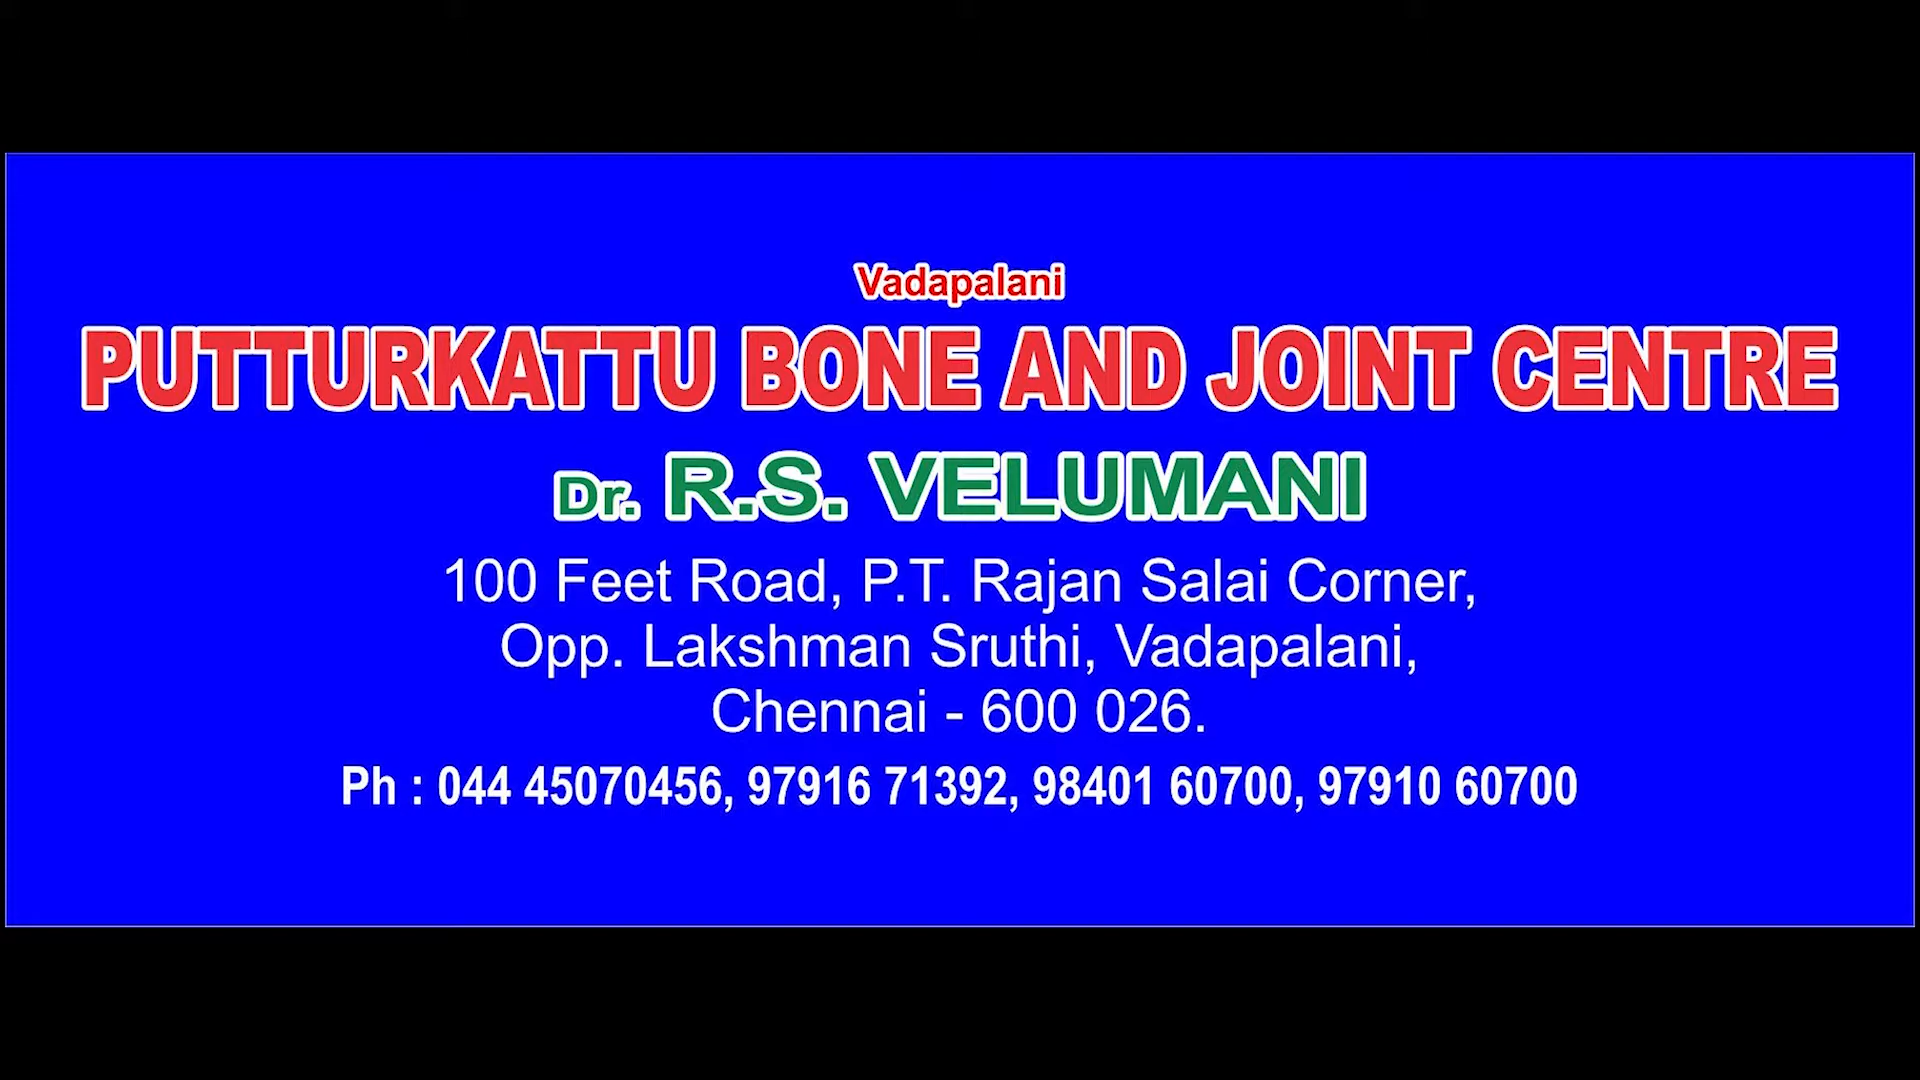 Vadapalani
PUTTURKATTU BONE AND JOINT CENTRE
Dr. R.S. VELUMANI
100 Feet Road, P.T. Rajan Salai Corner,
Opp. Lakshman Sruthi, Vadapalani,
Chennai - 600 026.
Ph : 044 45070456, 97916 71392, 98401 60700, 97910 60700